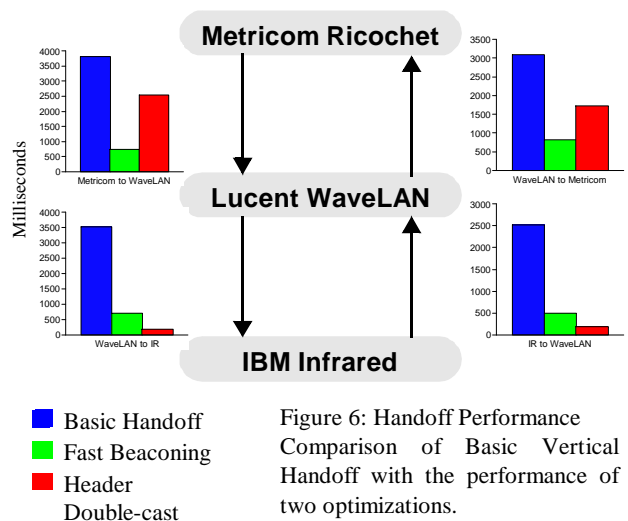 Metricom Ricochet
Milliseconds
4000
3500
3000
2500
2000
1500
1000
500
0
Metricom to WaveLAN
3500
3000
2500
2000
1500
1000
500
0
WaveLAN to Metricom
Lucent WaveLAN
4000
3500
3000
2500
2000
1500
1000
500
0
WaveLAN to IR
3000
2500
2000
1500
1000
500
0
IR to WaveLAN
IBM Infrared
Basic Handoff
Fast Beaconing
Header
Double-cast
Figure 6: Handoff Performance
Comparison of Basic Vertical
Handoff with the performance of
two optimizations.